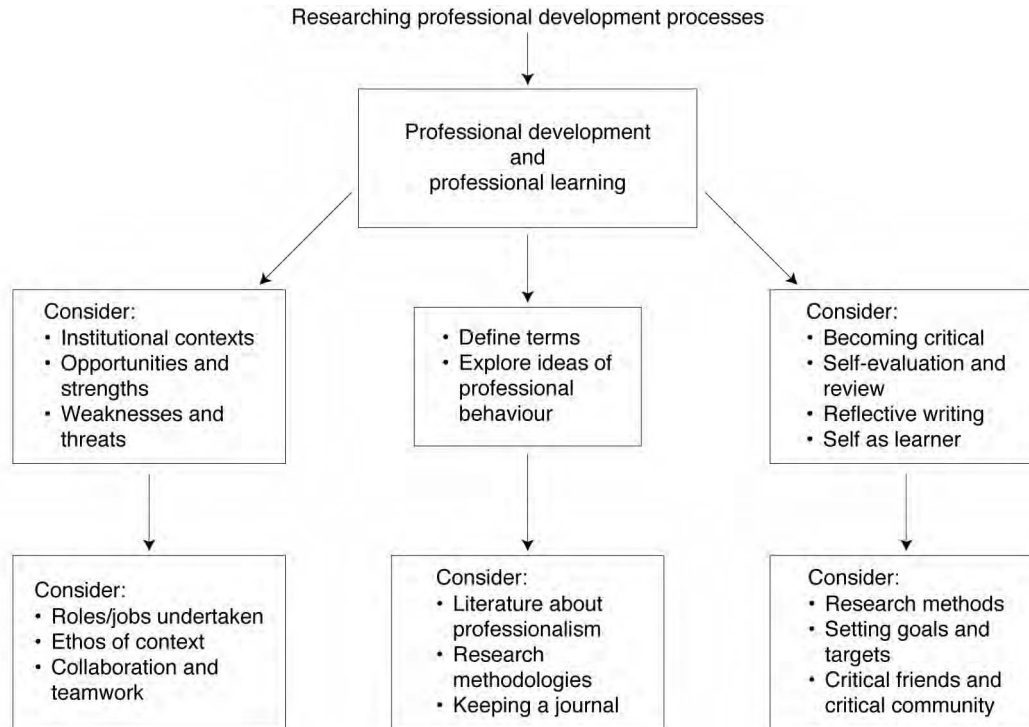 Researching professional development processes
Professional development
and
professional learning
Consider:
• Institutional contexts
• Opportunities and
strengths
• Weaknesses and
threats
• Define terms
• Explore ideas of
professional
behaviour
Consider:
• Becoming critical
• Self-evaluation and
review
• Reflective writing
• Self as learner
Consider:
• Roles/jobs undertaken
• Ethos of context
• Collaboration and
teamwork
Consider:
• Literature about
professionalism
• Research
methodologies
• Keeping a journal
Consider:
• Research methods
• Setting goals and
targets
• Critical friends and
critical community